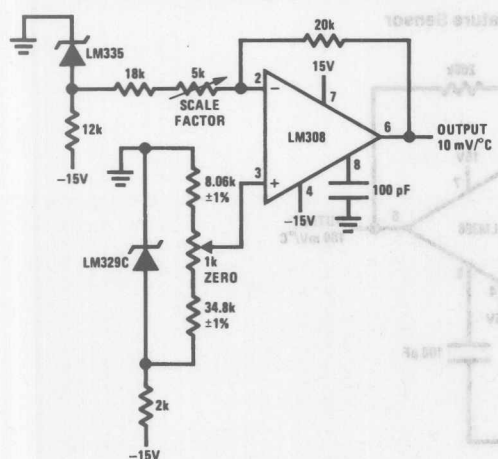 LM335
20k
18k
5k
SCALE
FACTOR
12k
-15V
2
−
15V
7
LM308
6
OUTPUT
10 mV/°C
3
+
4
-15V
8
100 pF
8.06k
±1%
LM329C
1k
ZERO
34.8k
±1%
2k
-15V